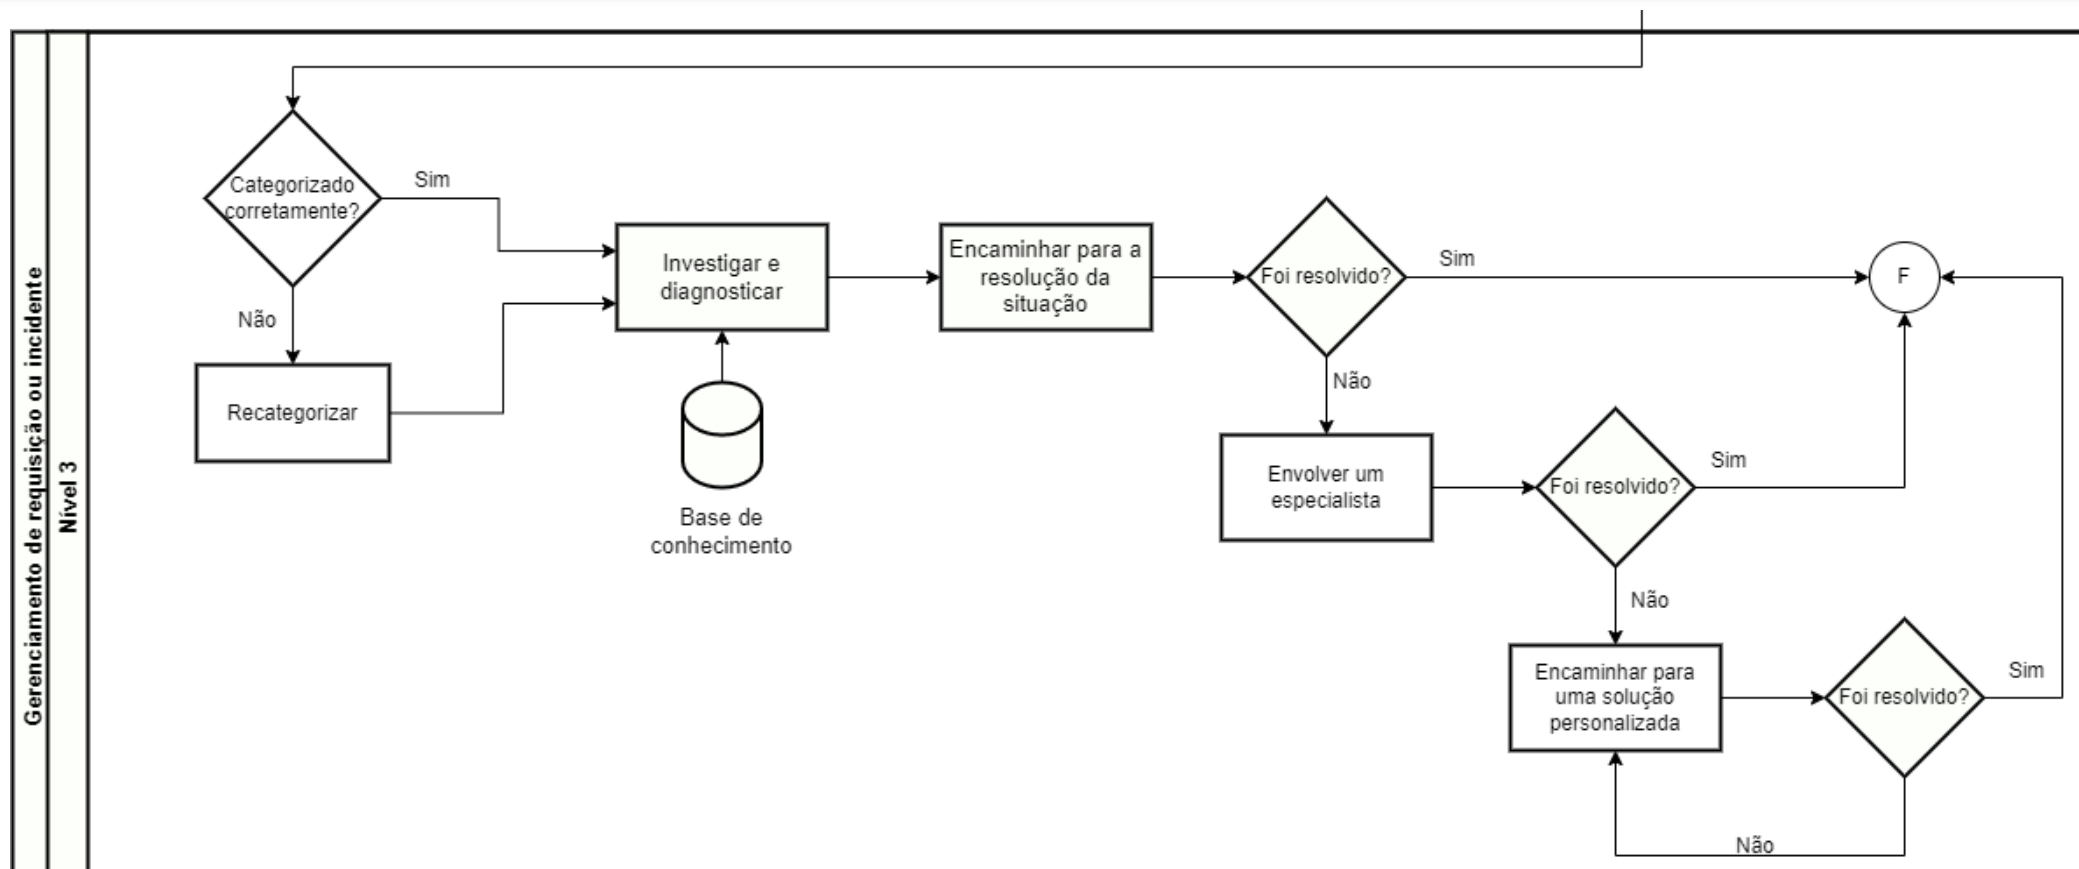 Gerenciamento de requisição ou incidente
Nível 3
Categorizado
corretamente?
Sim
Não
Recategorizar
Investigar e
diagnosticar
Base de
conhecimento
Encaminhar para a
resolução da
situação
Foi resolvido?
Sim
F
Não
Envolver um
especialista
Foi resolvido?
Sim
Não
Encaminhar para
uma solução
personalizada
Foi resolvido?
Sim
Não